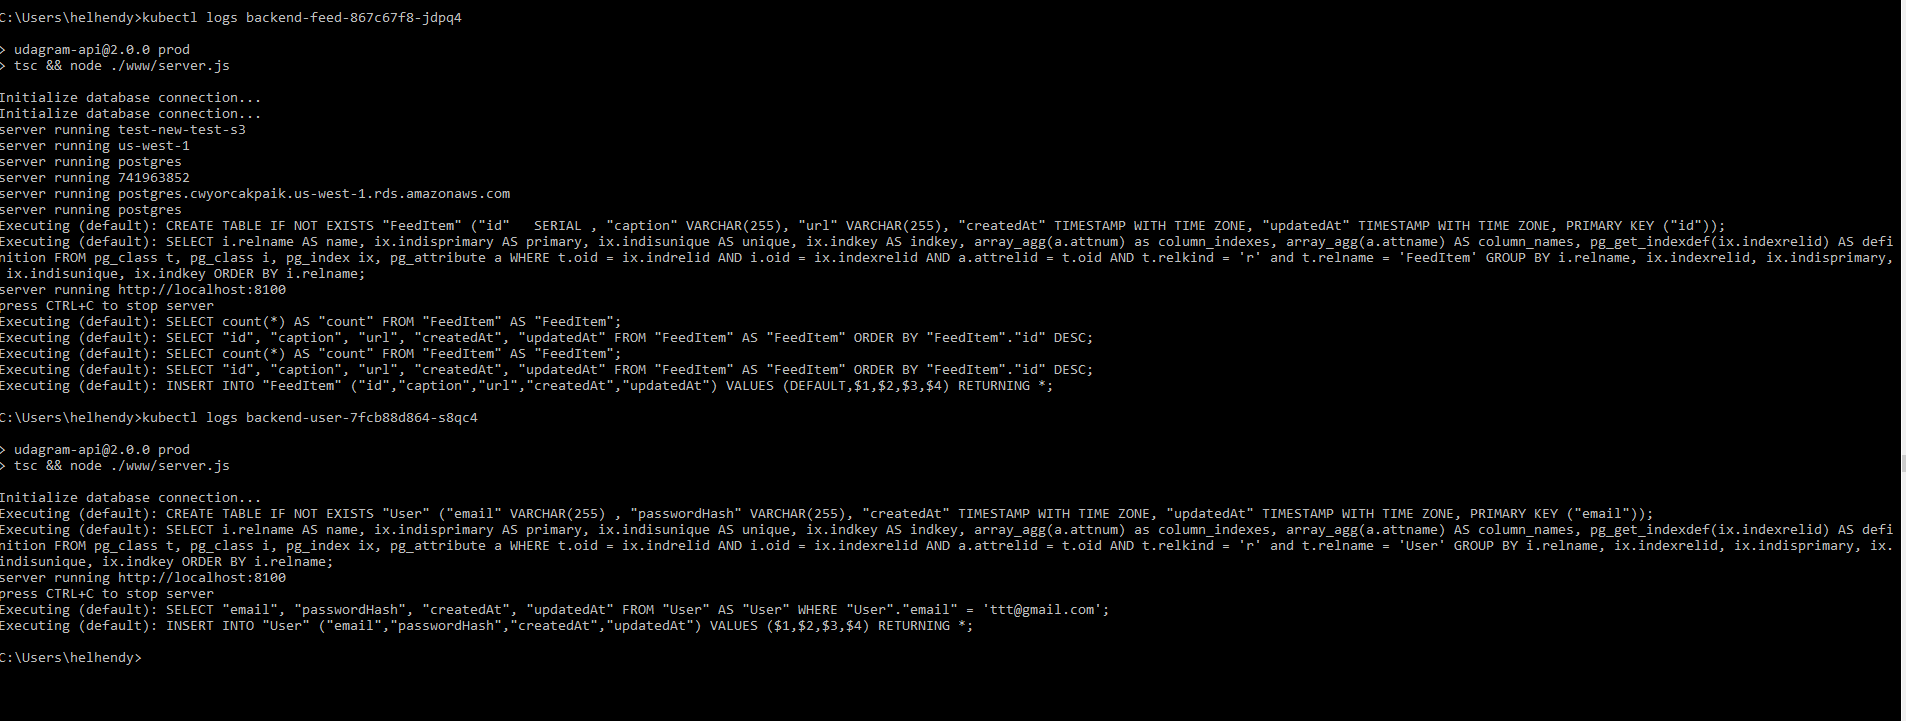 C:\Users\helhendy>kubectl logs backend-feed-867c67f8-jdpq4
> udagram-api@2.0.0 prod
> tsc && node ./www/server.js
Initialize database connection...
Initialize database connection...
server running test-new-test-s3
server running us-west-1
server running postgres
server running 741963852
server running postgres.cwyorcakpaik.us-west-1.rds.amazonaws.com
server running postgres
Executing (default): CREATE TABLE IF NOT EXISTS "FeedItem" ("id"   SERIAL , "caption" VARCHAR(255), "url" VARCHAR(255), "createdAt" TIMESTAMP WITH TIME ZONE, "updatedAt" TIMESTAMP WITH TIME ZONE, PRIMARY KEY ("id"));
Executing (default): SELECT i.relname AS name, ix.indisprimary AS primary, ix.indisunique AS unique, ix.indkey AS indkey, array_agg(a.attnum) as column_indexes, array_agg(a.attname) AS column_names, pg_get_indexdef(ix.indexrelid) AS defi
nition FROM pg_class t, pg_class i, pg_index ix, pg_attribute a WHERE t.oid = ix.indrelid AND i.oid = ix.indexrelid AND a.attrelid = t.oid AND t.relkind = 'r' and t.relname = 'FeedItem' GROUP BY i.relname, ix.indexrelid, ix.indisprimary,
 ix.indisunique, ix.indkey ORDER BY i.relname;
server running http://localhost:8100
press CTRL+C to stop server
Executing (default): SELECT count(*) AS "count" FROM "FeedItem" AS "FeedItem";
Executing (default): SELECT "id", "caption", "url", "createdAt", "updatedAt" FROM "FeedItem" AS "FeedItem" ORDER BY "FeedItem"."id" DESC;
Executing (default): SELECT count(*) AS "count" FROM "FeedItem" AS "FeedItem";
Executing (default): SELECT "id", "caption", "url", "createdAt", "updatedAt" FROM "FeedItem" AS "FeedItem" ORDER BY "FeedItem"."id" DESC;
Executing (default): INSERT INTO "FeedItem" ("id","caption","url","createdAt","updatedAt") VALUES (DEFAULT,$1,$2,$3,$4) RETURNING *;
C:\Users\helhendy>kubectl logs backend-user-7fcb88d864-s8qc4
> udagram-api@2.0.0 prod
> tsc && node ./www/server.js
Initialize database connection...
Executing (default): CREATE TABLE IF NOT EXISTS "User" ("email" VARCHAR(255) , "passwordHash" VARCHAR(255), "createdAt" TIMESTAMP WITH TIME ZONE, "updatedAt" TIMESTAMP WITH TIME ZONE, PRIMARY KEY ("email"));
Executing (default): SELECT i.relname AS name, ix.indisprimary AS primary, ix.indisunique AS unique, ix.indkey AS indkey, array_agg(a.attnum) as column_indexes, array_agg(a.attname) AS column_names, pg_get_indexdef(ix.indexrelid) AS defi
nition FROM pg_class t, pg_class i, pg_index ix, pg_attribute a WHERE t.oid = ix.indrelid AND i.oid = ix.indexrelid AND a.attrelid = t.oid AND t.relkind = 'r' and t.relname = 'User' GROUP BY i.relname, ix.indexrelid, ix.indisprimary, ix.
indisunique, ix.indkey ORDER BY i.relname;
server running http://localhost:8100
press CTRL+C to stop server
Executing (default): SELECT "email", "passwordHash", "createdAt", "updatedAt" FROM "User" AS "User" WHERE "User"."email" = 'ttt@gmail.com';
Executing (default): INSERT INTO "User" ("email","passwordHash","createdAt","updatedAt") VALUES ($1,$2,$3,$4) RETURNING *;
C:\Users\helhendy>